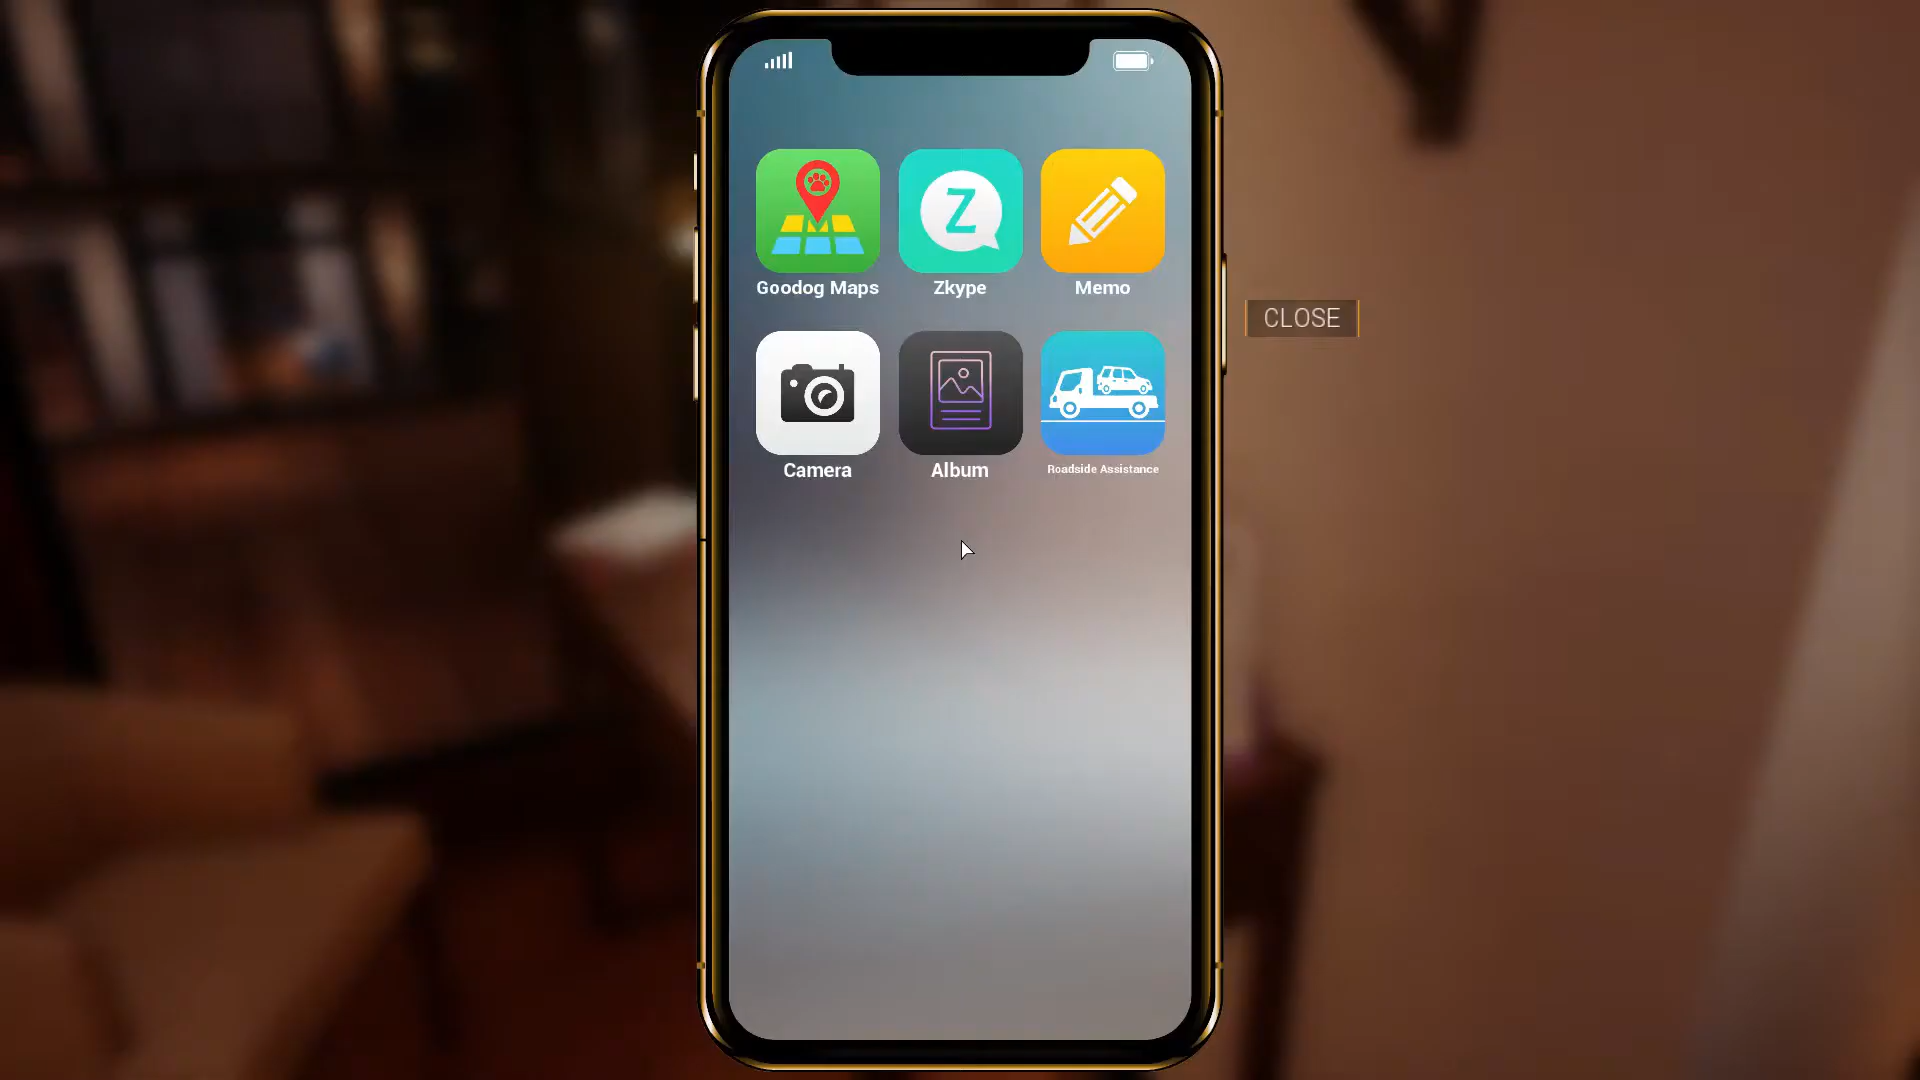 Goodog Maps
Z
Zkype
Memo
CLOSE
Camera
Album
Roadside Assistance